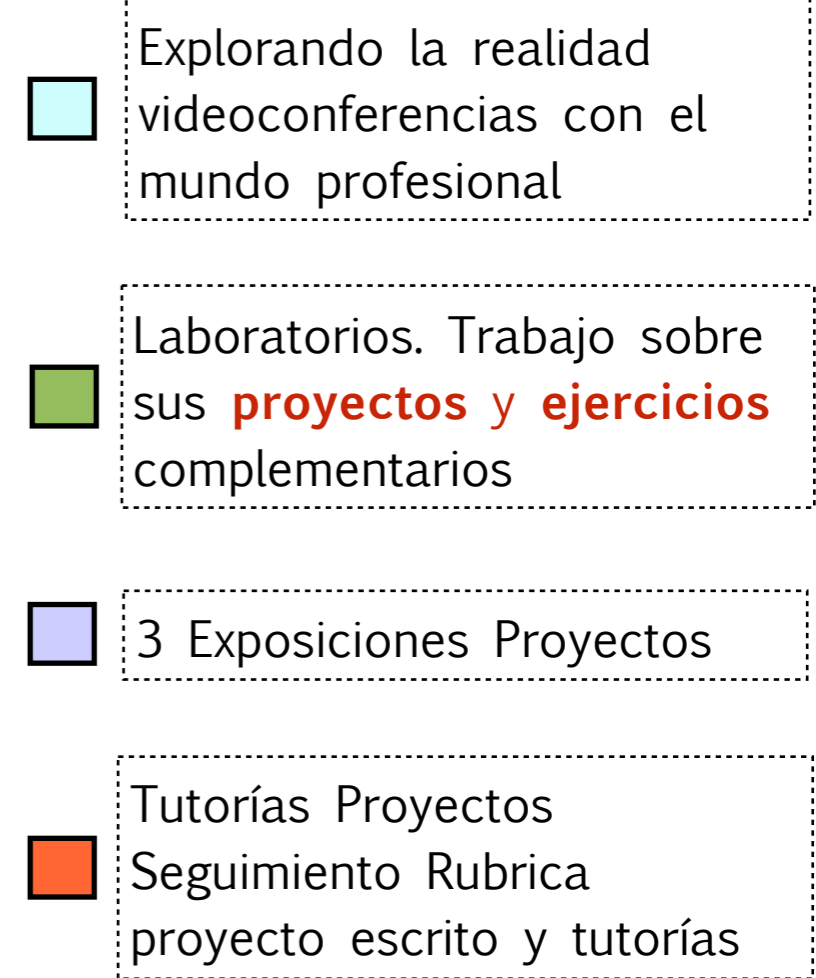 Explorando la realidad
videoconferencias con el
mundo profesional
Laboratorios. Trabajo sobre
sus proyectos y ejercicios
complementarios
3 Exposiciones Proyectos
Tutorías Proyectos
Seguimiento Rubrica
proyecto escrito y tutorías